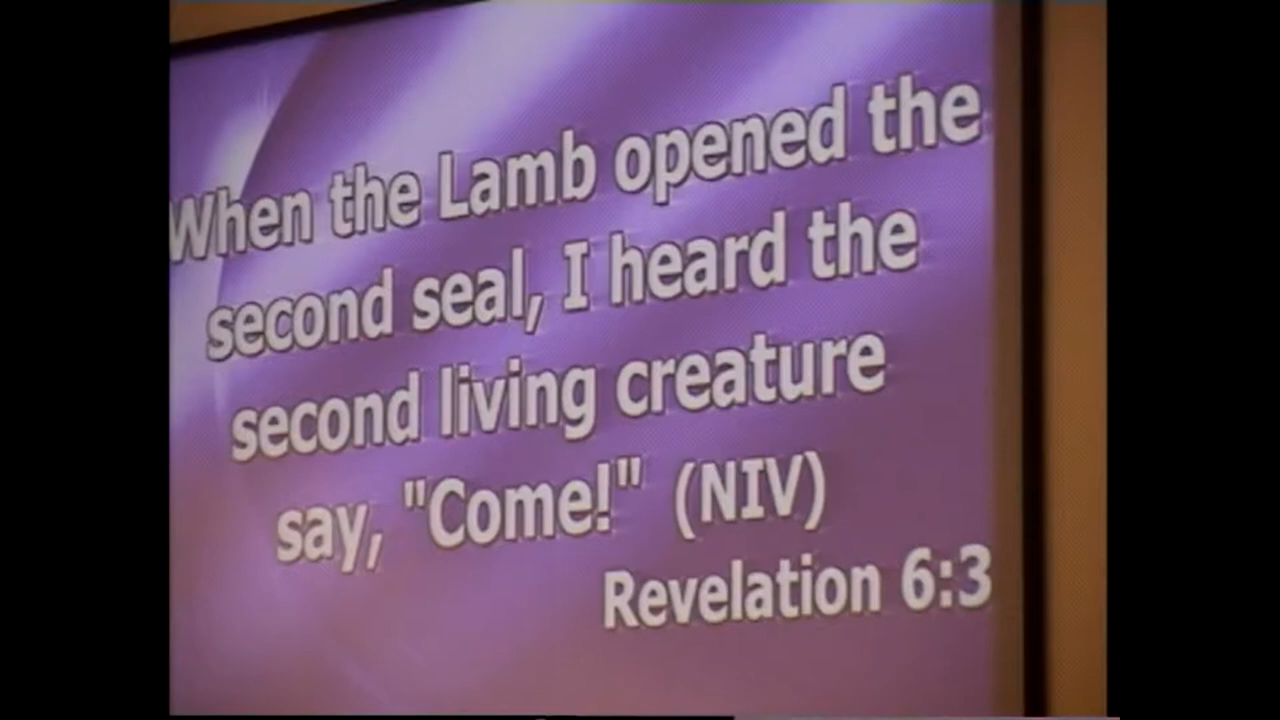 When the Lamb opened the
second seal, I heard the
second living creature
say, "Come!" (NIV)
Revelation 6:3